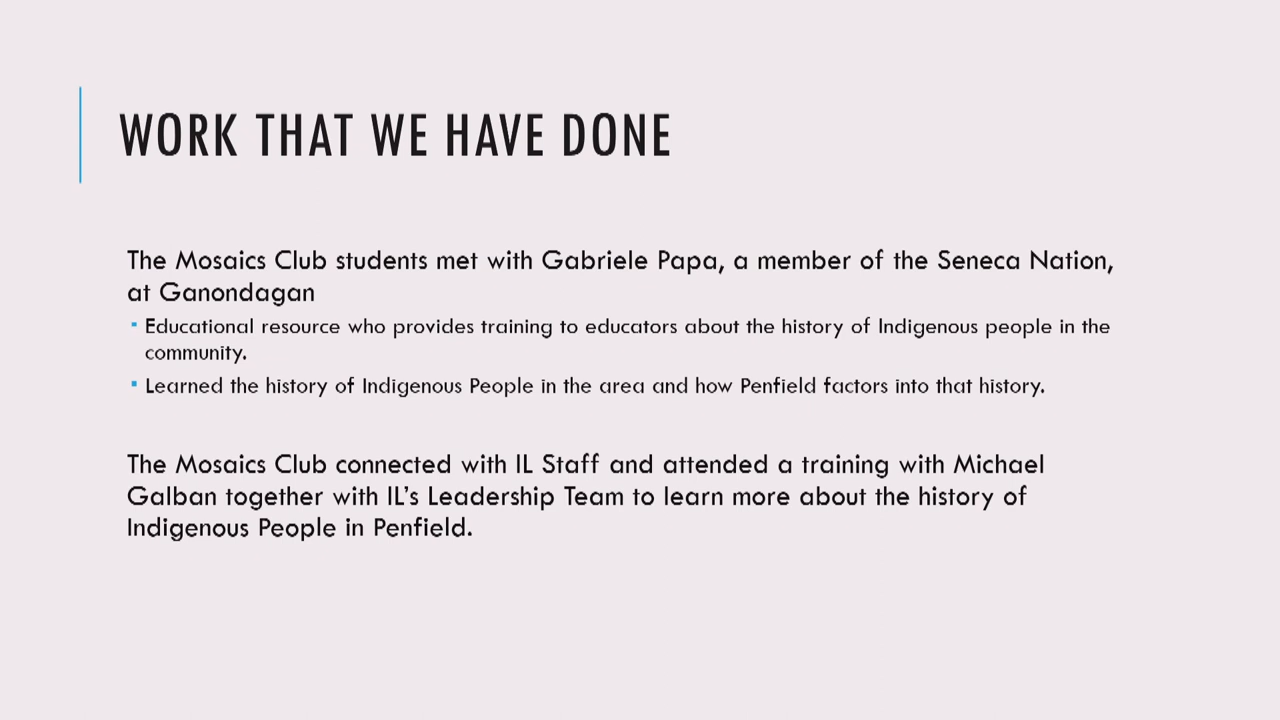 WORK THAT WE HAVE DONE
The Mosaics Club students met with Gabriele Papa, a member of the Seneca Nation,
at Ganondagan
▪ Educational resource who provides training to educators about the history of Indigenous people in the
community.
▪ Learned the history of Indigenous People in the area and how Penfield factors into that history.
The Mosaics Club connected with IL Staff and attended a training with Michael
Galban together with IL’s Leadership Team to learn more about the history of
Indigenous People in Penfield.